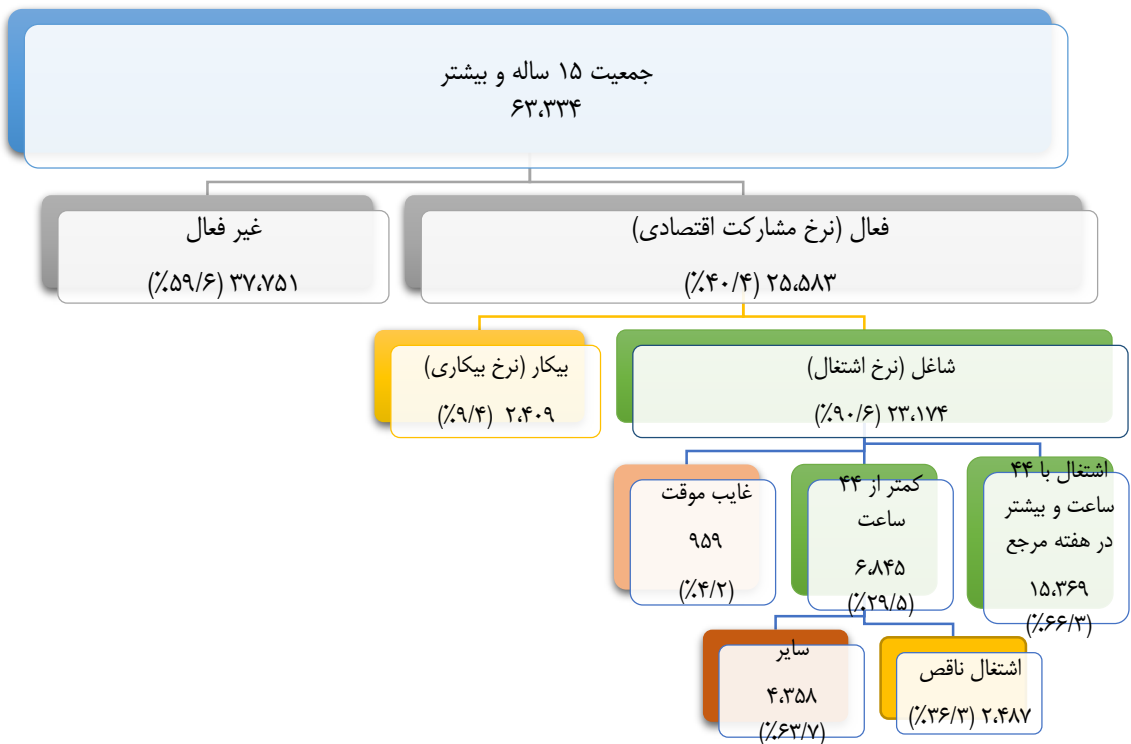 جمعیت ۱۵ ساله و بیشتر
۶۳،۳۳۴
فعال (نرخ مشارکت اقتصادی)
۲۵،۵۸۳ (۴۰/۴٪)
غیر فعال
۳۷،۷۵۱ (۵۹/۶٪)
شاغل (نرخ اشتغال)
۲۳،۱۷۴ (۹۰/۶٪)
بیکار (نرخ بیکاری)
۲،۴۰۹ (۹/۴٪)
اشتغال با ۴۴
ساعت و بیشتر
در هفته مرجع
۱۵،۳۶۹
(۶۶/۳٪)
کمتر از ۴۴
ساعت
۶،۸۴۵
(۲۹/۵٪)
غایب موقت
۹۵۹
(۴/۲٪)
اشتغال ناقص
۲،۴۸۷ (۳۶/۳٪)
سایر
۴،۳۵۸
(۶۳/۷٪)